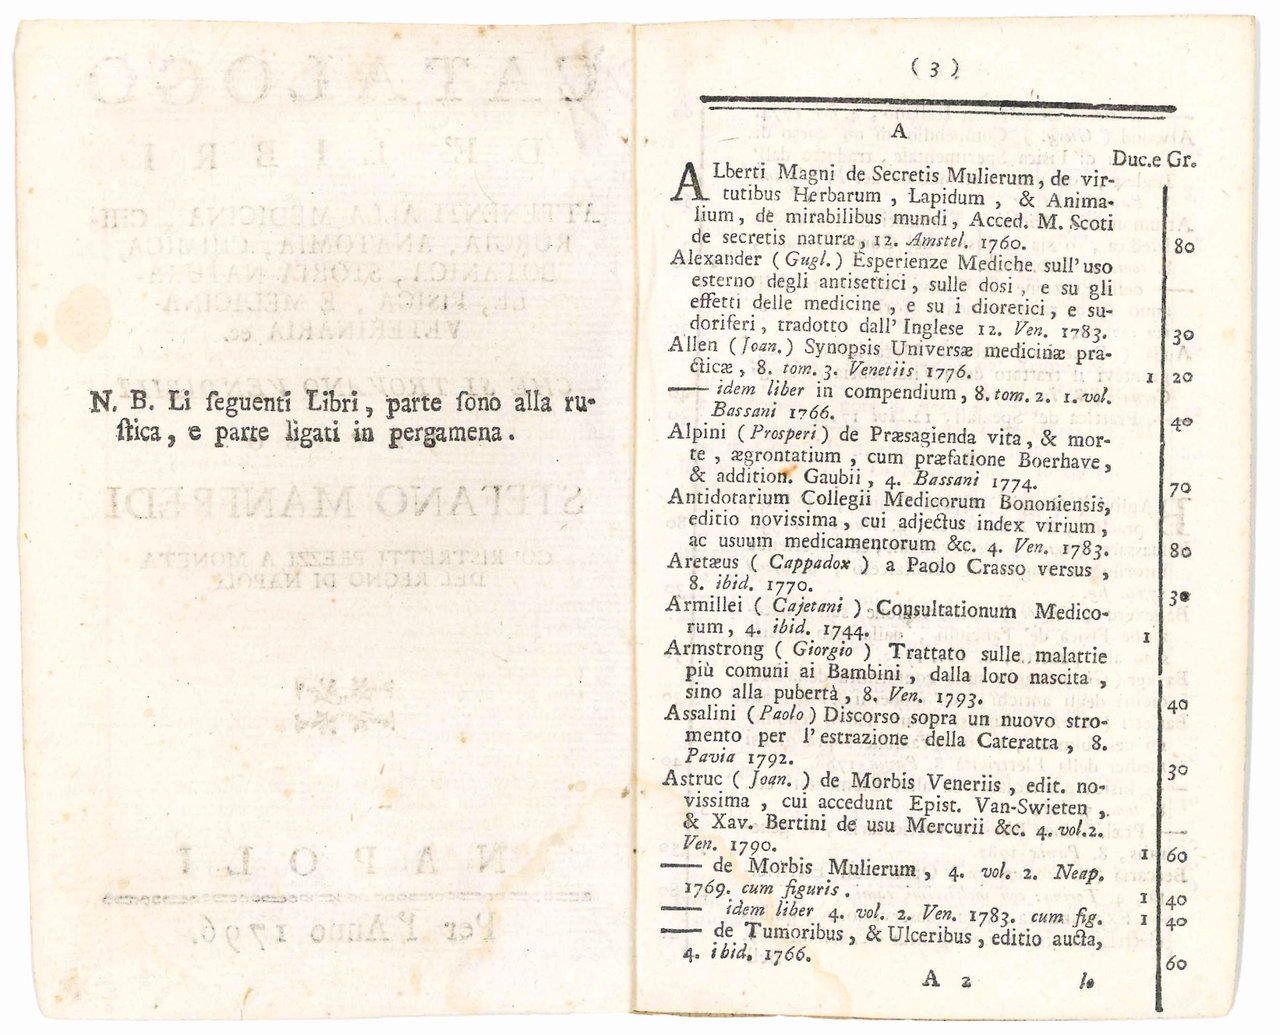 N. B. Li ſeguenti Libri, parte ſono alla ru-
ſtica, e parte ligati in pergamena.
( 3 )
A
Duc.e Gr.
ALberti Magni de Secretis Mulierum, de vir-
tutibus Herbarum, Lapidum, & Anima-
lium, de mirabilibus mundi, Acced. M. Scoti
de secretis naturæ, 12. Amstel. 1760. 80
Alexander (Gugl.) Esperienze Mediche sull' uso
esterno degli antisettici, sulle dosi, e su gli
effetti delle medicine, e su i dioretici, e su-
doriferi, tradotto dall' Inglese 12. Ven. 1783. 30
Allen (Joan.) Synopsis Universæ medicinæ pra-
cticæ, 8. tom. 3. Venetiis 1776. 1 20
—— idem liber in compendium, 8. tom. 2. 1. vol.
Bassani 1766. 40
Alpini (Prosperi) de Præsagienda vita, & mor-
te, ægrontatium, cum præfatione Boerhave,
& addition. Gaubii, 4. Bassani 1774. 70
Antidotarium Collegii Medicorum Bononiensis,
editio novissima, cui adjectus index virium,
ac usuum medicamentorum &c. 4. Ven. 1783. 80
Aretæus (Cappadox) a Paolo Crasso versus,
8. ibid. 1770. 30
Armillei (Cajetani) Consultationum Medico-
rum, 4. ibid. 1744. 1
Armstrong (Giorgio) Trattato sulle malattie
più comuni ai Bambini, dalla loro nascita,
sino alla pubertà, 8. Ven. 1793. 40
Assalini (Paolo) Discorso sopra un nuovo stro-
mento per l' estrazione della Cateratta, 8.
Pavia 1792. 30
Astruc (Joan.) de Morbis Veneriis, edit. no-
vissima, cui accedunt Epist. Van-Swieten,
& Xav. Bertini de usu Mercurii &c. 4. vol.2.
Ven. 1790. 1 60
—— de Morbis Mulierum, 4. vol. 2. Neap.
1769. cum figuris. 1 40
—— idem liber 4. vol. 2. Ven. 1783. cum fig. 1 40
—— de Tumoribus, & Ulceribus, editio aucta,
4. ibid. 1766. 60
A 2 le